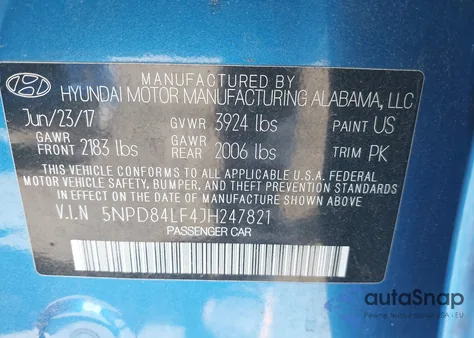 MANUFACTURED BY
HYUNDAI MOTOR MANUFACTURING ALABAMA, LLC
Jun/23/17 GVWR 3924 lbs PAINT US
GAWR FRONT 2183 lbs GAWR REAR 2006 lbs TRIM PK
THIS VEHICLE CONFORMS TO ALL APPLICABLE U.S.A. FEDERAL
MOTOR VEHICLE SAFETY, BUMPER, AND THEFT PREVENTION STANDARDS
IN EFFECT ON THE DATE OF MANUFACTURE SHOWN ABOVE
V.I.N 5NPD84LF4JH247821
PASSENGER CAR
autoSnap